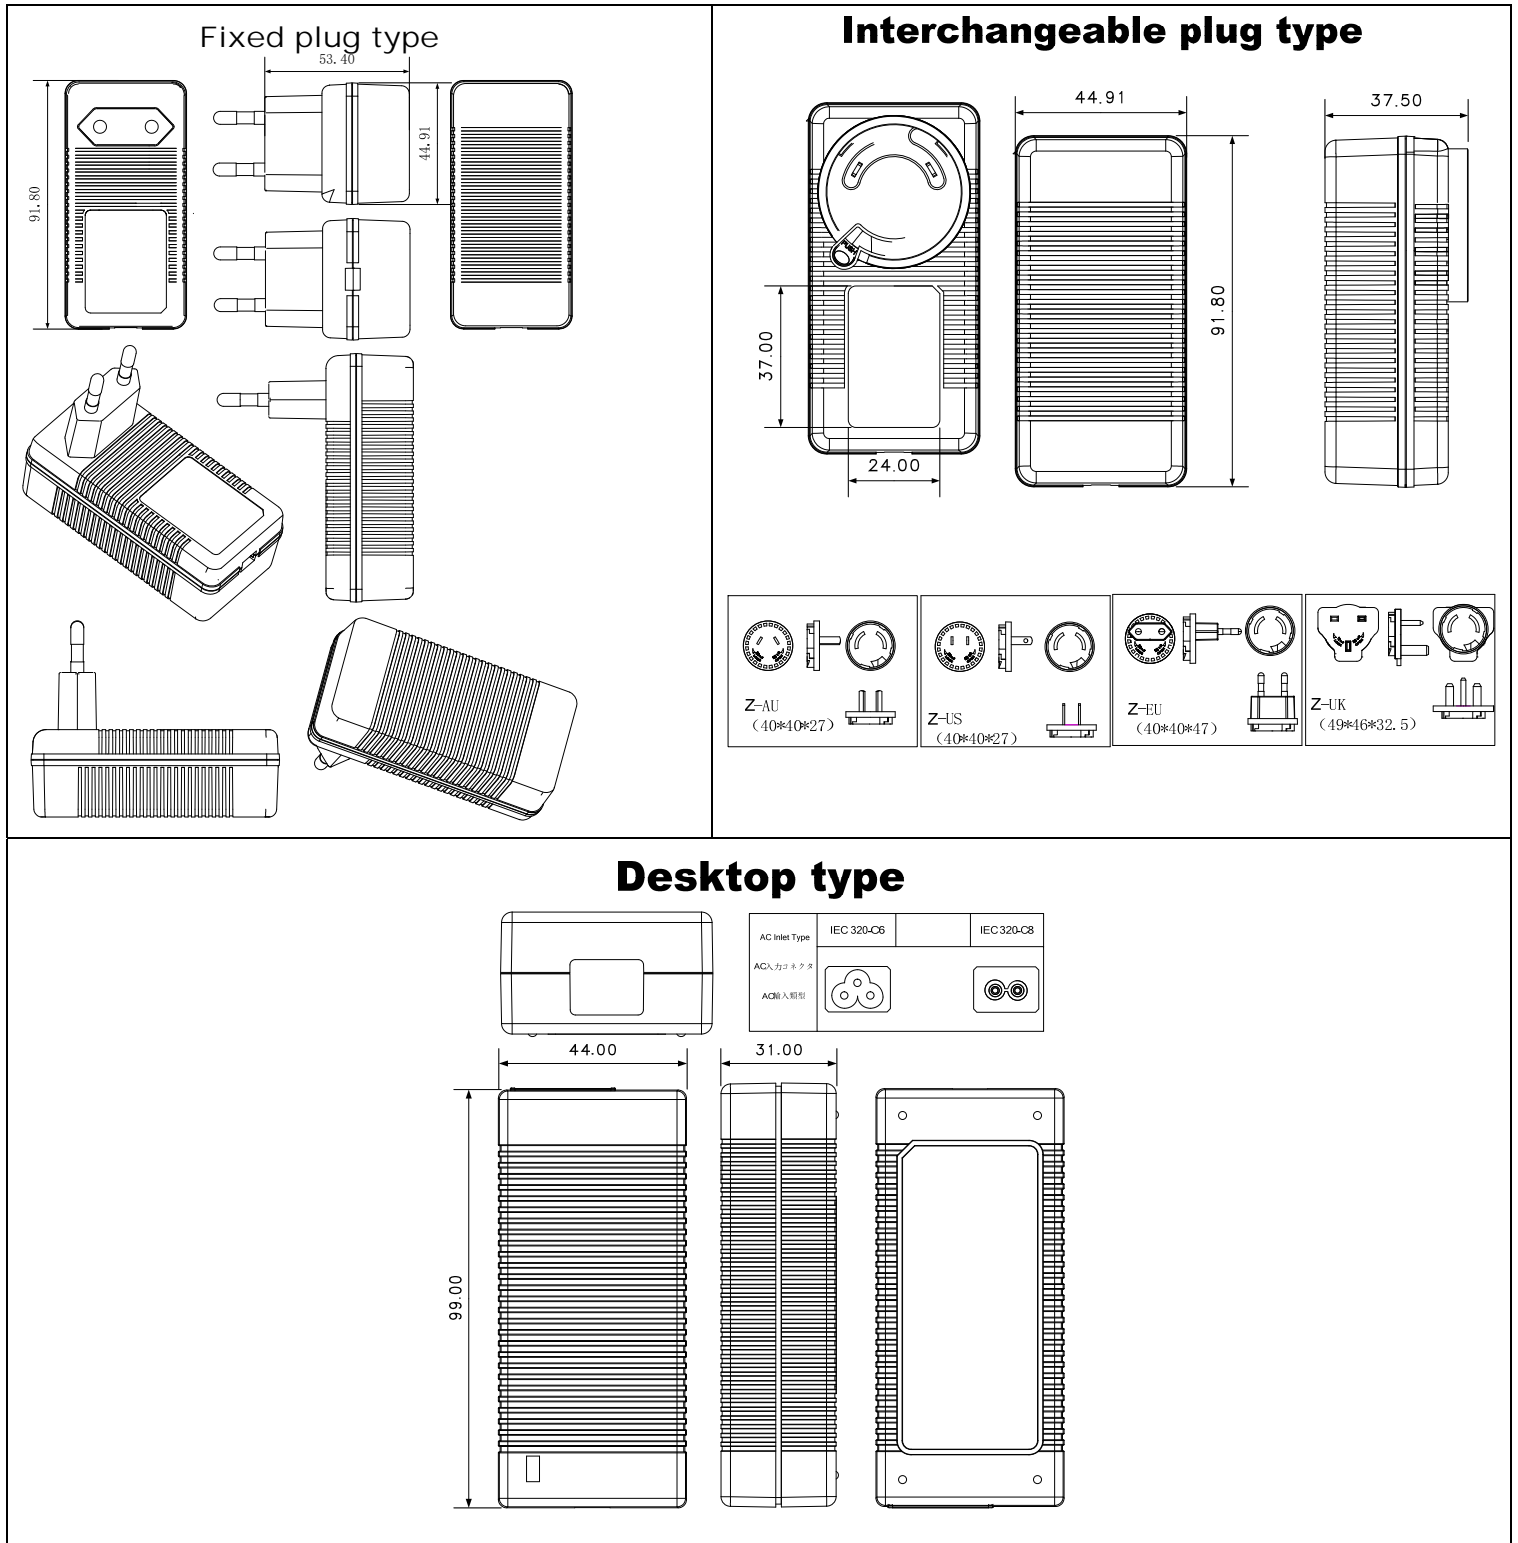 Fixed plug type
53.40
44.91
91.80
Interchangeable plug type
44.91
37.50
PUSH
37.00
91.80
24.00
Z-AU
(40*40*27)
Z-US
(40*40*27)
Z-EU
(40*40*47)
Z-UK
(49*46*32.5)
Desktop type
AC Inlet Type
IEC 320-C6
IEC 320-C8
AC入力コネクタ
AC輸入類型
44.00
31.00
99.00